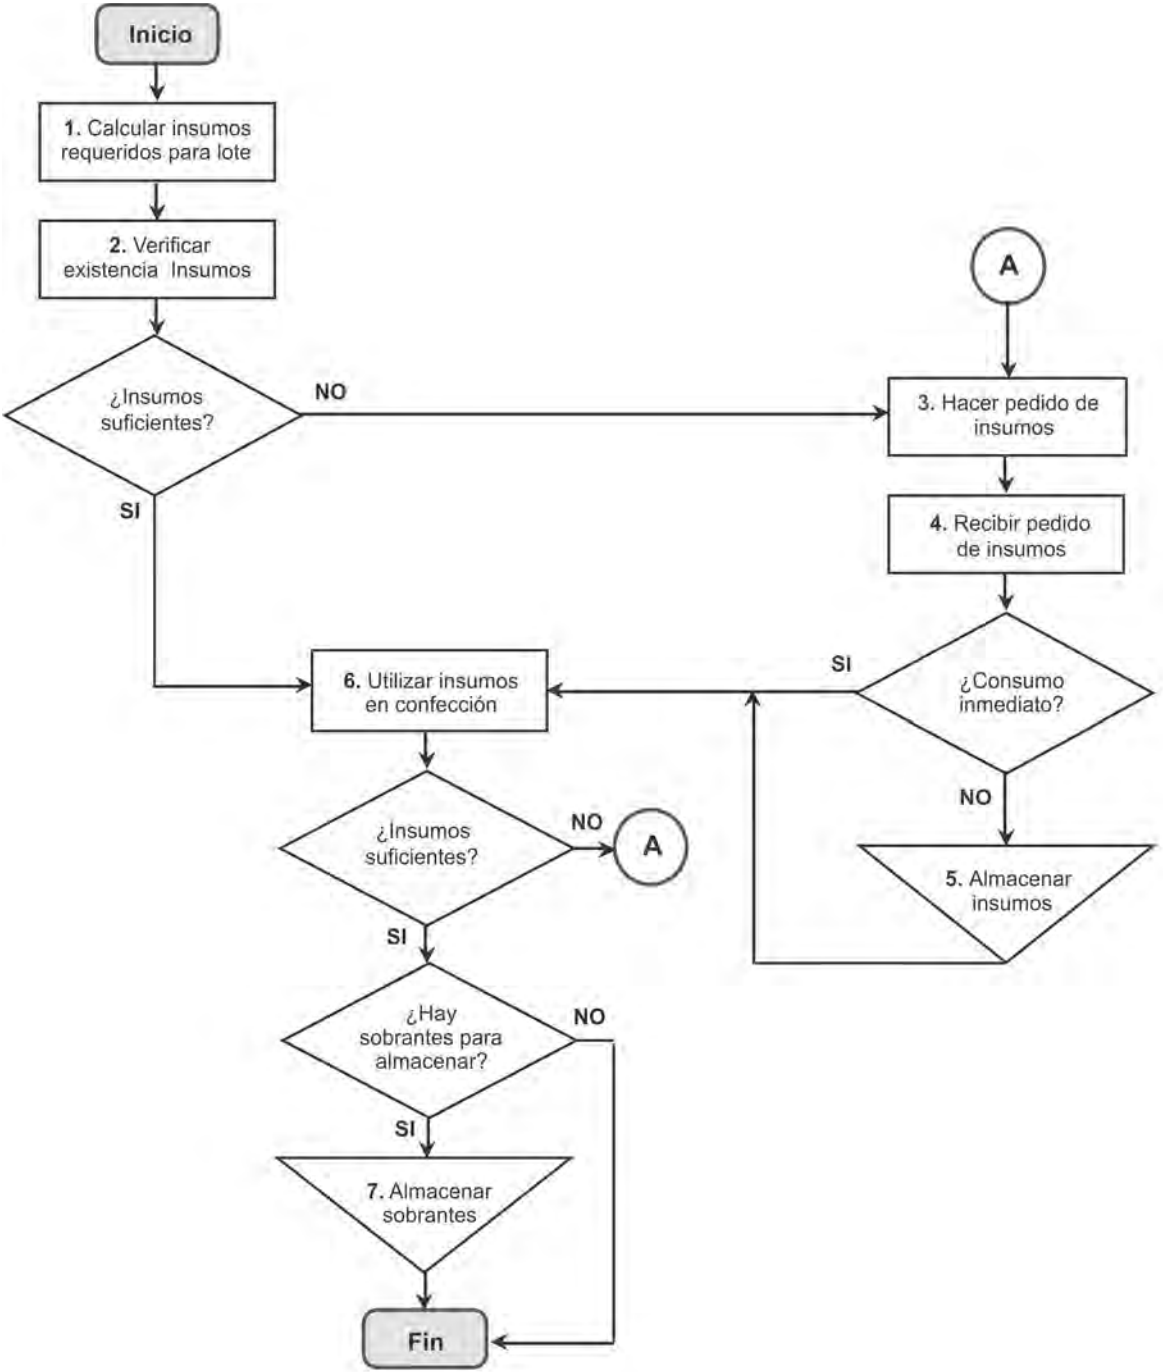 Inicio
1. Calcular insumos
requeridos para lote
2. Verificar
existencia Insumos
¿Insumos
suficientes?
NO
SI
A
3. Hacer pedido de
insumos
4. Recibir pedido
de insumos
¿Consumo
inmediato?
SI
NO
5. Almacenar
insumos
6. Utilizar insumos
en confección
¿Insumos
suficientes?
NO
A
SI
¿Hay
sobrantes para
almacenar?
NO
SI
7. Almacenar
sobrantes
Fin